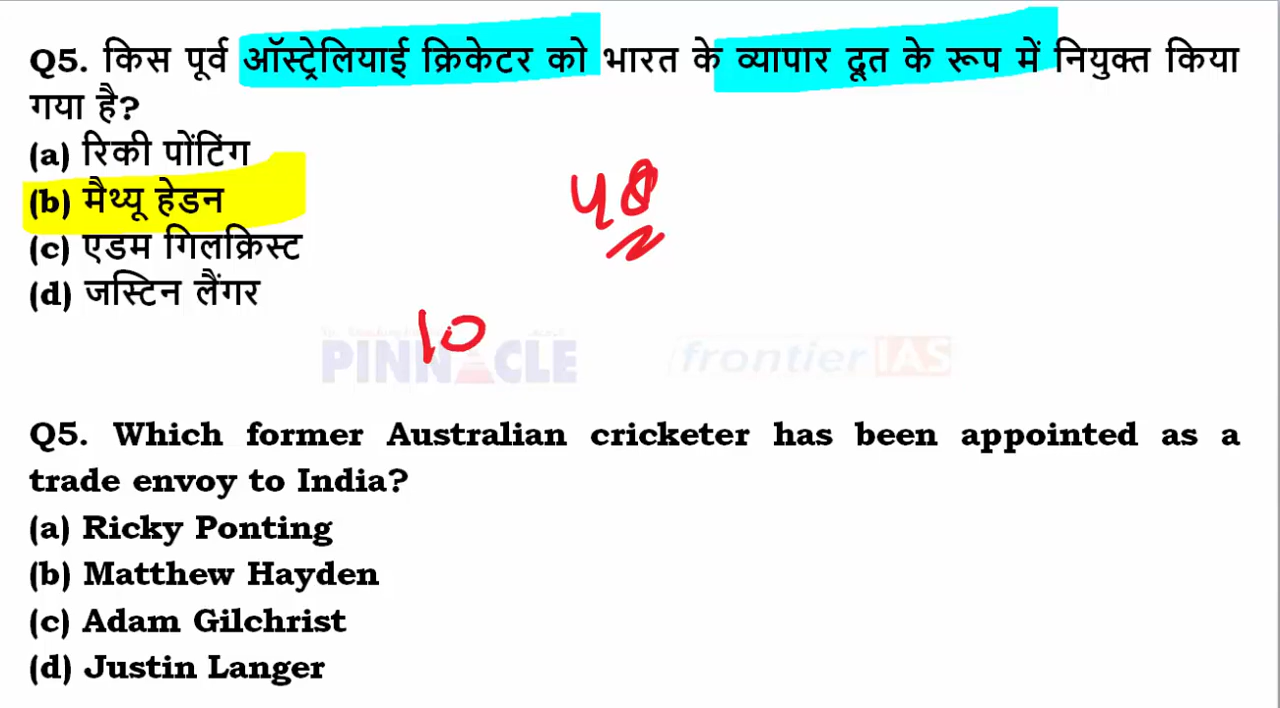 Q5. किस पूर्व ऑस्ट्रेलियाई क्रिकेटर को भारत के व्यापार दूत के रूप में नियुक्त किया
गया है?
(a) रिकी पोंटिंग
(b) मैथ्यू हेडन
(c) एडम गिलक्रिस्ट
(d) जस्टिन लैंगर
10
PINNACLE frontier IAS
Q5. Which former Australian cricketer has been appointed as a
trade envoy to India?
(a) Ricky Ponting
(b) Matthew Hayden
(c) Adam Gilchrist
(d) Justin Langer